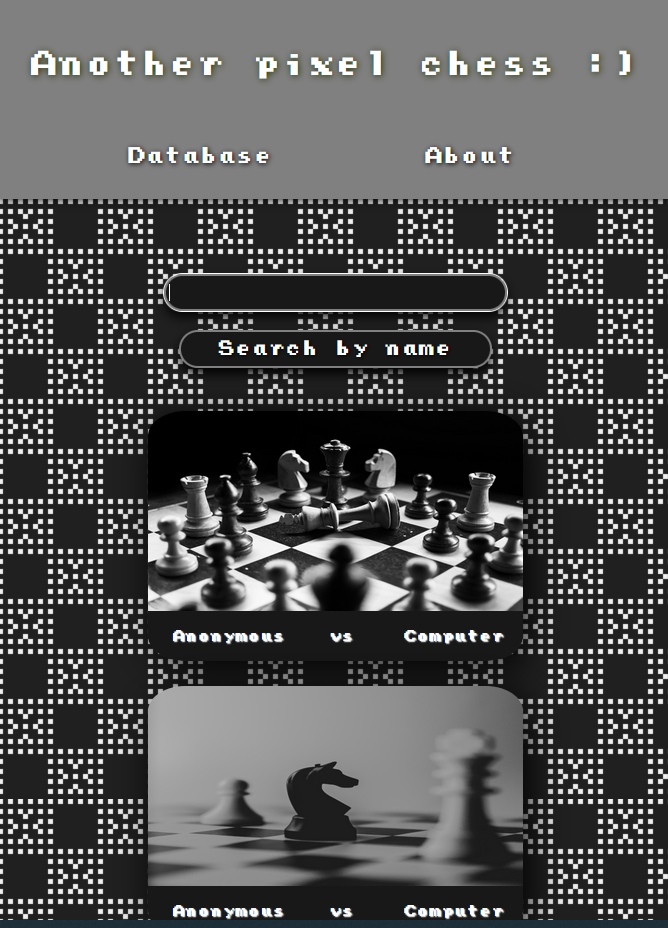 Another pixel chess :)
Database About
Search by name
Anonymous vs Computer
Anonymous vs Computer